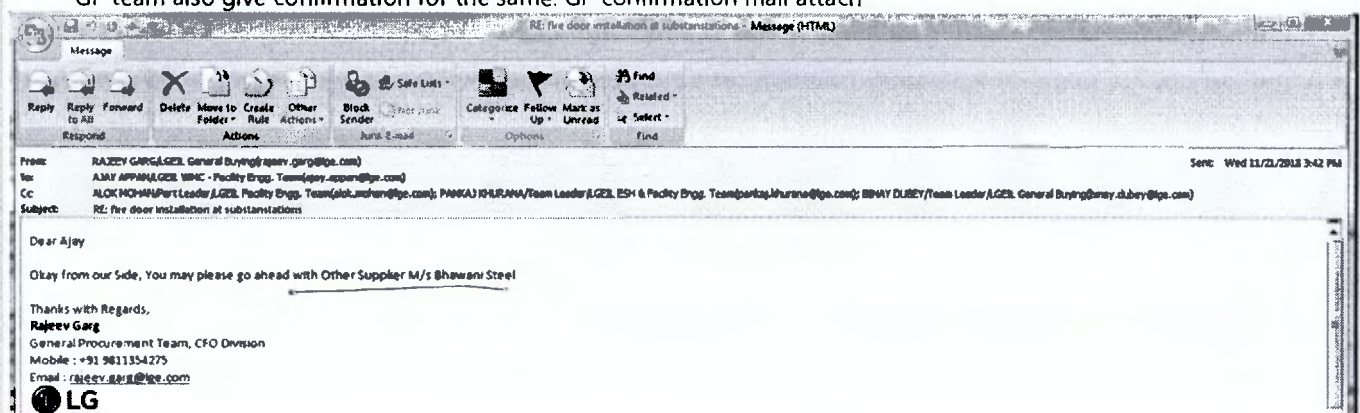 GP team also give confirmation for the same. GP confirmation mail attach
RE: fire door installation at substanstations - Message (HTML)
Message
Reply Reply to All Forward Delete Move to Folder Create Rule Other Actions Block Sender Safe Lists Not Junk Categorize Follow Up Mark as Unread Find Related Select
Respond Actions Junk E-mail Options Find
From: RAJEEV GARG/LGEIL General Buying(rajeev.garg@lge.com) Sent: Wed 11/21/2018 3:42 PM
To: AJAY APPAN/LGEIL WMC - Facility Engg. Team(ajay.appan@lge.com)
Cc: ALOK MOHAN/Part Leader/LGEIL Facility Engg. Team(alok.mohan@lge.com); PANKAJ KHURANA/Team Leader/LGEIL ESH & Facility Engg. Team(pankaj.khurana@lge.com); BINAY DUBEY/Team Leader/LGEIL General Buying(binay.dubey@lge.com)
Subject: RE: fire door installation at substanstations
Dear Ajay
Okay from our Side, You may please go ahead with Other Supplier M/s Bhawani Steel
Thanks with Regards,
Rajeev Garg
General Procurement Team, CFO Division
Mobile : +91 9811354275
Email : rajeev.garg@lge.com
LG